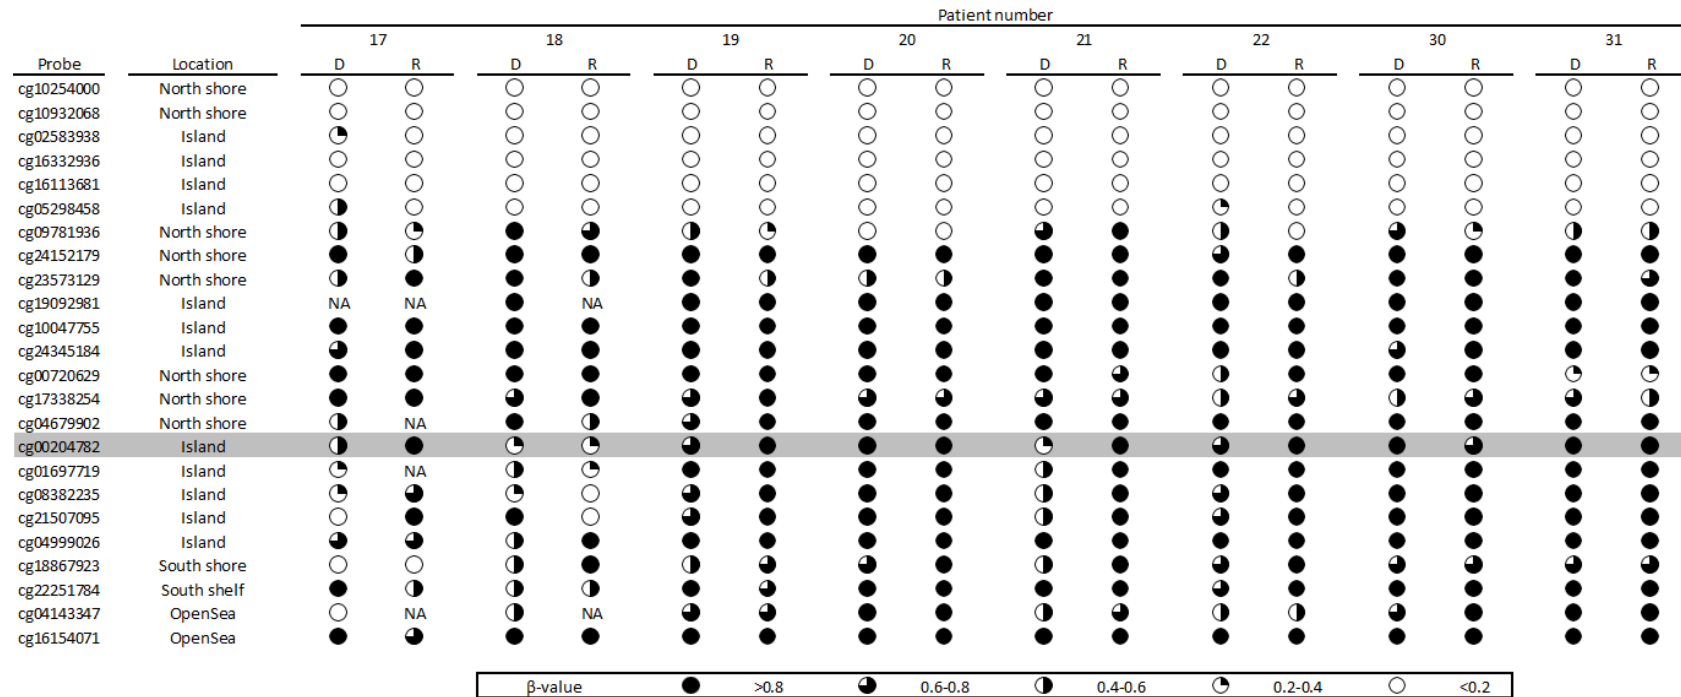 Patient number
17 18 19 20 21 22 30 31
Probe Location D R D R D R D R D R D R D R D R
cg10254000 North shore
cg10932068 North shore
cg02583938 Island
cg16332936 Island
cg16113681 Island
cg05298458 Island
cg09781936 North shore
cg24152179 North shore
cg23573129 North shore
cg19092981 Island NA NA NA
cg10047755 Island
cg24345184 Island
cg00720629 North shore
cg17338254 North shore
cg04679902 North shore NA
cg00204782 Island
cg01697719 Island NA
cg08382235 Island
cg21507095 Island
cg04999026 Island
cg18867923 South shore
cg22251784 South shelf
cg04143347 OpenSea NA NA
cg16154071 OpenSea
β-value >0.8 0.6-0.8 0.4-0.6 0.2-0.4 <0.2